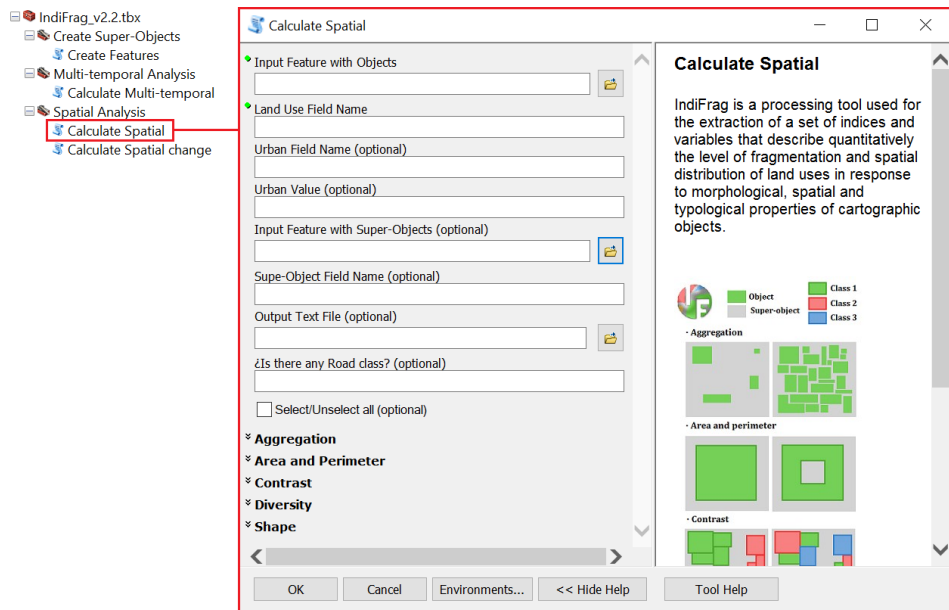 IndiFrag_v2.2.tbx
Create Super-Objects
Create Features
Multi-temporal Analysis
Calculate Multi-temporal
Spatial Analysis
Calculate Spatial
Calculate Spatial change
Calculate Spatial
Input Feature with Objects
Land Use Field Name
Urban Field Name (optional)
Urban Value (optional)
Input Feature with Super-Objects (optional)
Supe-Object Field Name (optional)
Output Text File (optional)
¿Is there any Road class? (optional)
Select/Unselect all (optional)
Aggregation
Area and Perimeter
Contrast
Diversity
Shape
OK
Cancel
Environments...
<< Hide Help
Tool Help
Calculate Spatial
IndiFrag is a processing tool used for
the extraction of a set of indices and
variables that describe quantitatively
the level of fragmentation and spatial
distribution of land uses in response
to morphological, spatial and
typological properties of cartographic
objects.
Object
Super-object
Class 1
Class 2
Class 3
· Aggregation
· Area and perimeter
· Contrast